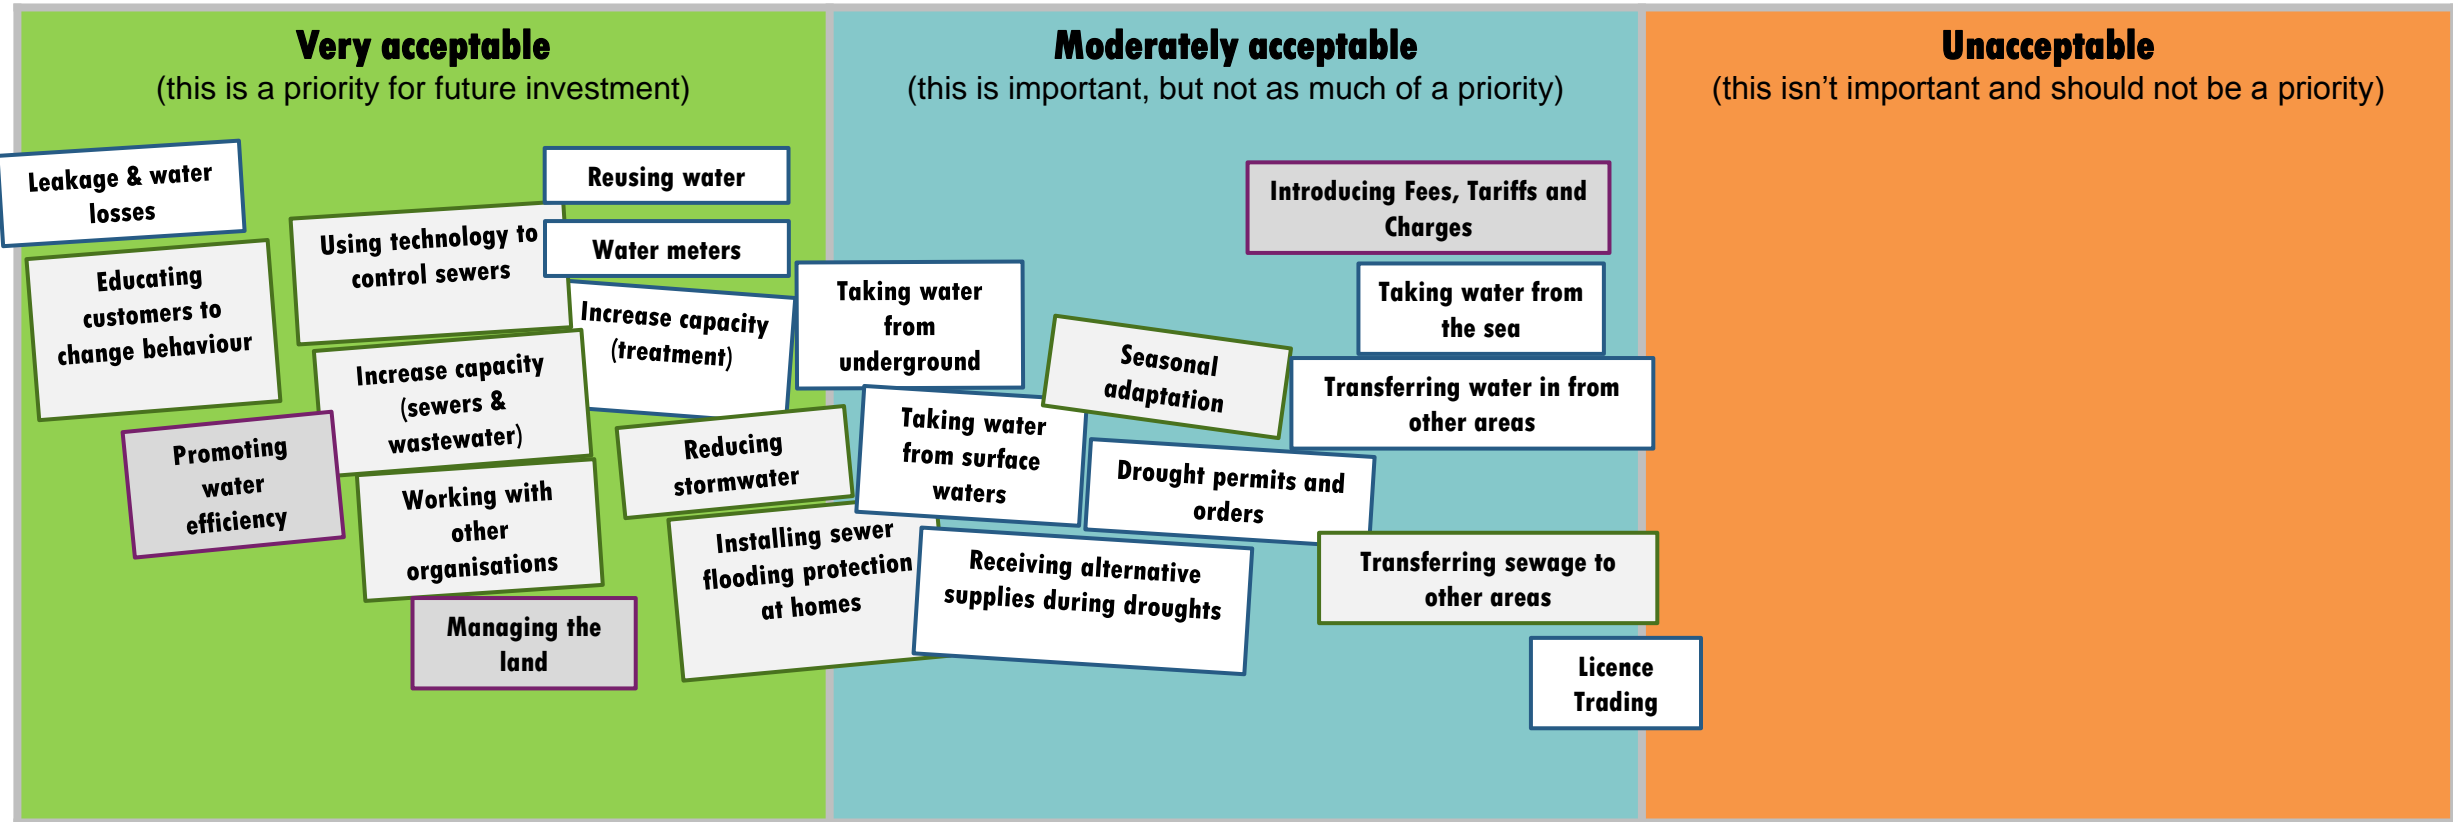 Very acceptable
(this is a priority for future investment)
Moderately acceptable
(this is important, but not as much of a priority)
Unacceptable
(this isn't important and should not be a priority)
Leakage & water
losses
Educating
customers to
change behaviour
Promoting
water
efficiency
Using technology to
control sewers
Increase capacity
(sewers &
wastewater)
Working with
other
organisations
Managing the
land
Reusing water
Water meters
Increase capacity
(treatment)
Reducing
stormwater
Installing sewer
flooding protection
at homes
Taking water
from
underground
Taking water
from surface
waters
Receiving alternative
supplies during droughts
Seasonal
adaptation
Drought permits and
orders
Introducing Fees, Tariffs and
Charges
Taking water from
the sea
Transferring water in from
other areas
Transferring sewage to
other areas
Licence
Trading